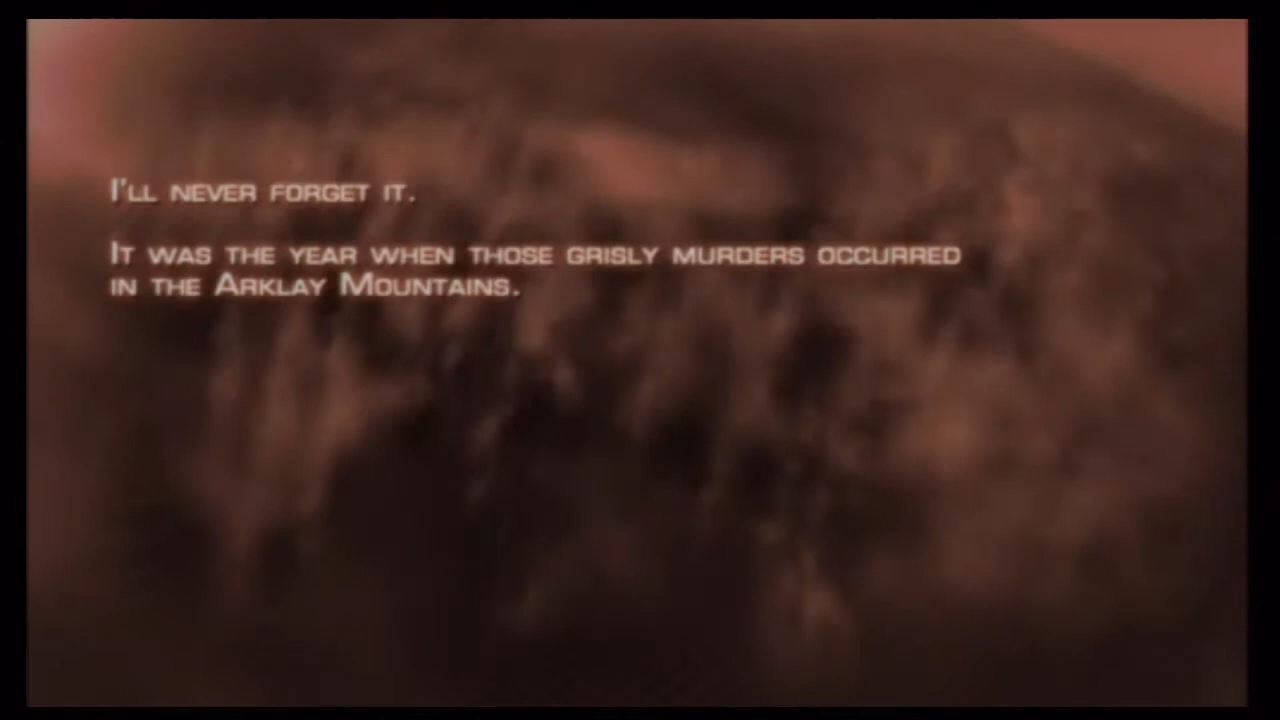 I'll never forget it.
It was the year when those grisly murders occurred
in the Arklay Mountains.